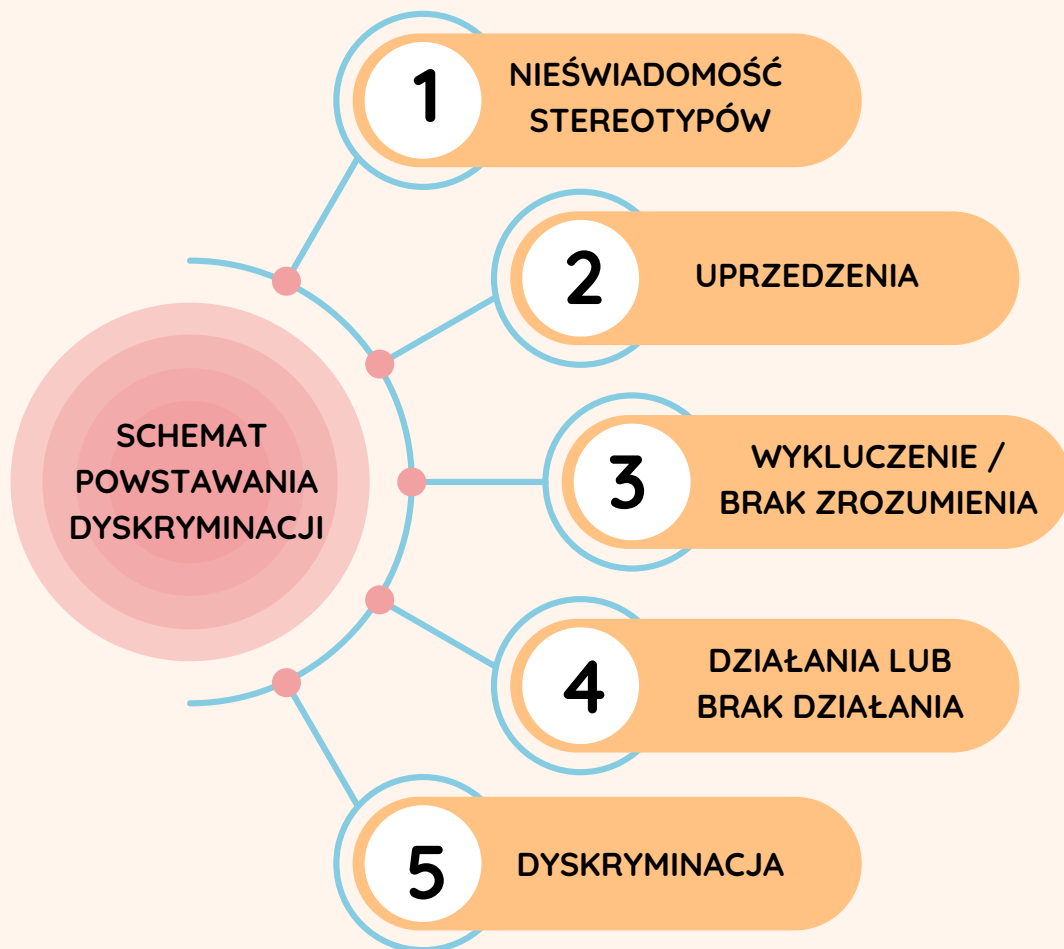 1
NIEŚWIADOMOŚĆ
STEREOTYPÓW
2
UPRZEDZENIA
SCHEMAT
POWSTAWANIA
DYSKRYMINACJI
3
WYKLUCZENIE /
BRAK ZROZUMIENIA
4
DZIAŁANIA LUB
BRAK DZIAŁANIA
5
DYSKRYMINACJA